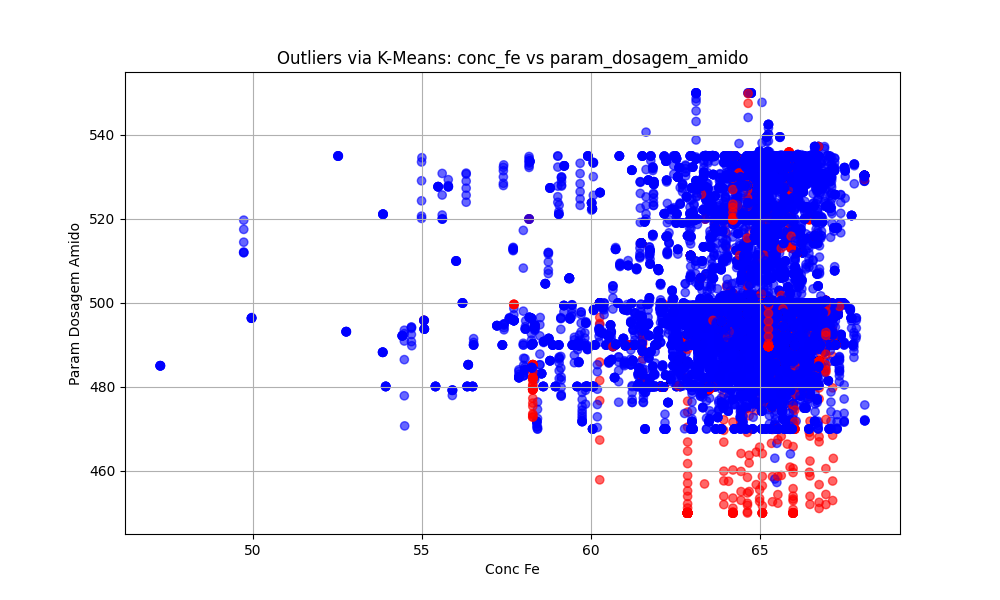 Outliers via K-Means: conc_fe vs param_dosagem_amido
Param Dosagem Amido
540
520
500
480
460
50 55 60 65
Conc Fe